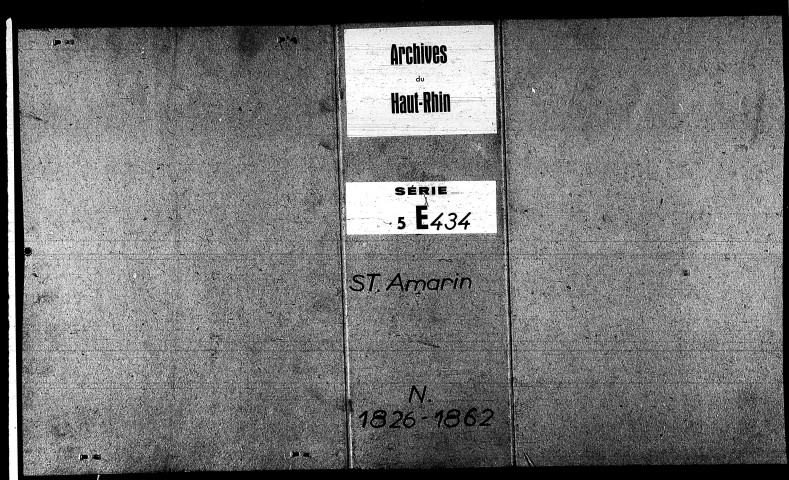 Archives
du
Haut-Rhin
SÉRIE
5 E434
ST. Amarin
N.
1826-1862